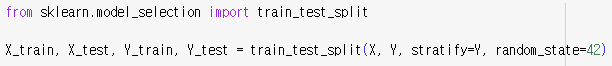 from sklearn.model_selection import train_test_split
X_train, X_test, Y_train, Y_test = train_test_split(X, Y, stratify=Y, random_state=42)